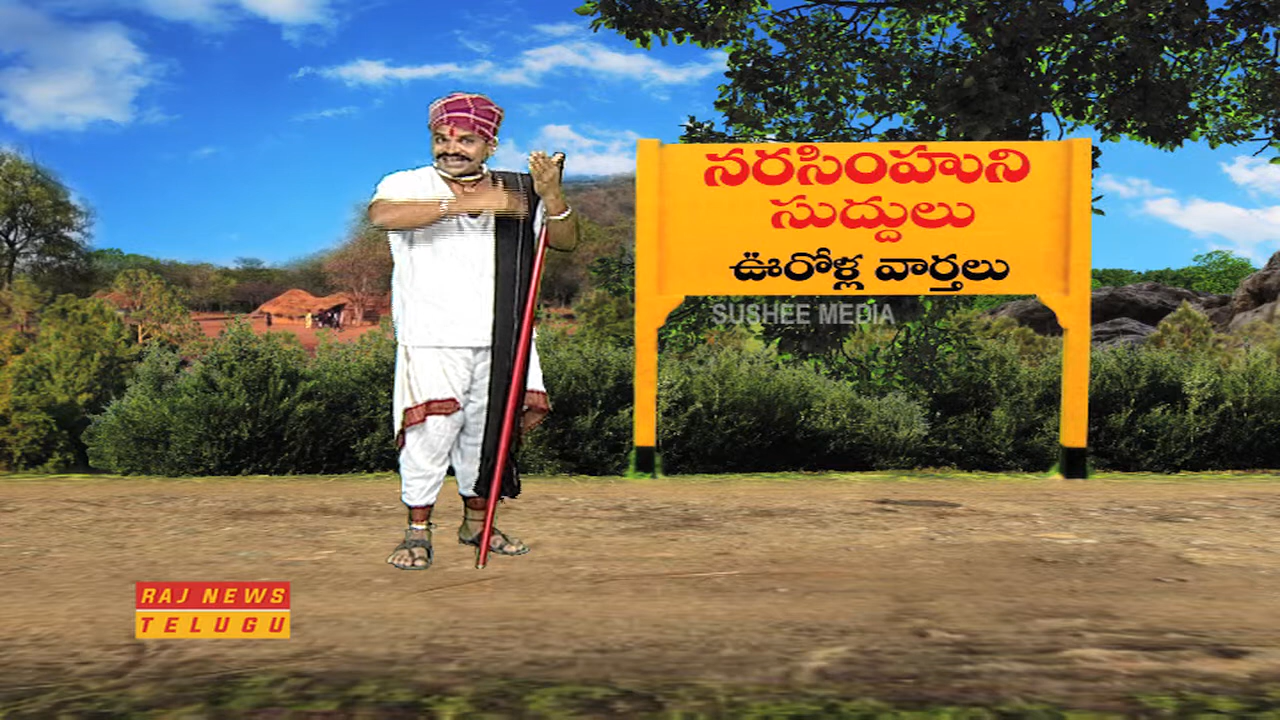 నరసింహుని
సుద్దులు
ఊరోళ్ల వార్తలు
SUSHEE MEDIA
RAJ NEWS
TELUGU